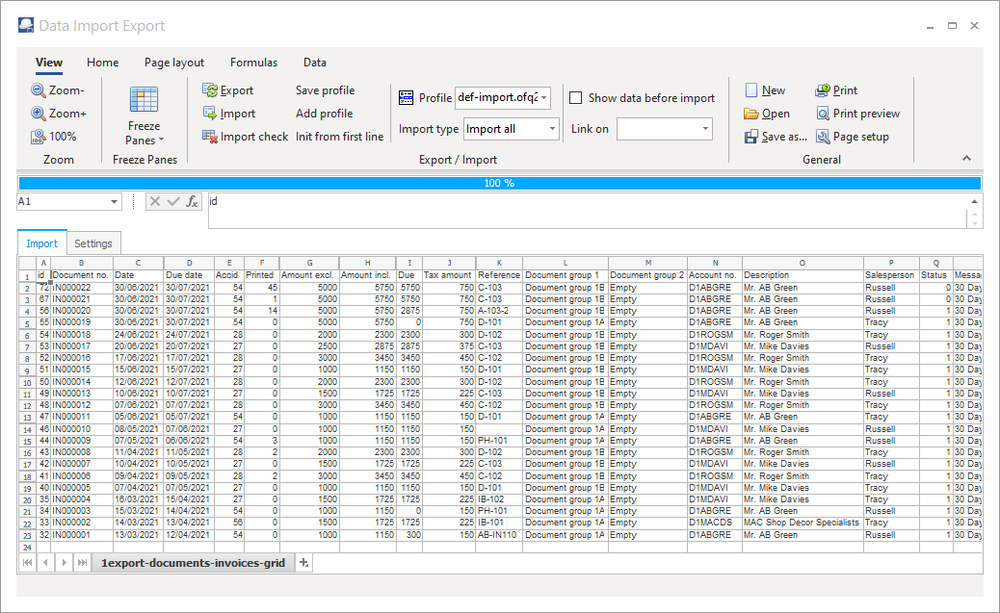 Data Import Export
View Home Page layout Formulas Data
Zoom- Export Save profile Profile def-import.ofq2 Show data before import New Print
Zoom+ Freeze Panes Import Add profile Open Print preview
100% Import check Init from first line Import type Import all Link on Save as... Page setup
Zoom Freeze Panes Export / Import General
100 %
A1 fx id
Import Settings
A B C D E F G H I J K L M N O P Q
1 id Document no. Date Due date Accid Printed Amount excl. Amount incl. Due Tax amount Reference Document group 1 Document group 2 Account no. Description Salesperson Status Messa
2 72 IN000022 30/06/2021 30/07/2021 54 45 5000 5750 5750 750 C-103 Document group 1B Empty D1ABGRE Mr. AB Green Russell 0 30 Day
3 67 IN000021 30/06/2021 30/07/2021 54 1 5000 5750 5750 750 C-103 Document group 1B Empty D1ABGRE Mr. AB Green Russell 0 30 Day
4 56 IN000020 30/06/2021 30/07/2021 54 14 5000 5750 2875 750 A-103-2 Document group 1B Empty D1ABGRE Mr. AB Green Russell 1 30 Day
5 55 IN000019 30/06/2021 30/07/2021 54 0 5000 5750 0 750 D-101 Document group 1A Empty D1ABGRE Mr. AB Green Tracy 1 30 Day
6 54 IN000018 24/06/2021 24/07/2021 28 0 2000 2300 2300 300 D-102 Document group 1B Empty D1ROGSM Mr. Roger Smith Tracy 1 30 Day
7 53 IN000017 20/06/2021 20/07/2021 27 0 2500 2875 2875 375 C-103 Document group 1B Empty D1MDAVI Mr. Mike Davies Russell 1 30 Day
8 52 IN000016 17/06/2021 17/07/2021 28 0 3000 3450 3450 450 C-102 Document group 1B Empty D1ROGSM Mr. Roger Smith Tracy 1 30 Day
9 51 IN000015 15/06/2021 15/07/2021 27 0 1000 1150 1150 150 D-101 Document group 1A Empty D1MDAVI Mr. Mike Davies Tracy 1 30 Day
10 50 IN000014 12/06/2021 12/07/2021 28 0 2000 2300 2300 300 D-102 Document group 1B Empty D1ROGSM Mr. Roger Smith Tracy 1 30 Day
11 49 IN000013 10/06/2021 10/07/2021 27 0 1500 1725 1725 225 C-103 Document group 1B Empty D1MDAVI Mr. Mike Davies Russell 1 30 Day
12 48 IN000012 07/06/2021 07/07/2021 28 0 3000 3450 3450 450 C-102 Document group 1B Empty D1ROGSM Mr. Roger Smith Tracy 1 30 Day
13 47 IN000011 05/06/2021 05/07/2021 54 0 1000 1150 1150 150 D-101 Document group 1A Empty D1ABGRE Mr. AB Green Tracy 1 30 Day
14 46 IN000010 08/05/2021 07/06/2021 27 0 1000 1150 1150 150 Document group 1A Empty D1MDAVI Mr. Mike Davies Russell 1 30 Day
15 44 IN000009 07/05/2021 06/06/2021 54 3 1000 1150 1150 150 PH-101 Document group 1A Empty D1ABGRE Mr. AB Green Russell 1 30 Day
16 43 IN000008 11/04/2021 11/05/2021 28 2 2000 2300 2300 300 D-102 Document group 1B Empty D1ROGSM Mr. Roger Smith Tracy 1 30 Day
17 42 IN000007 10/04/2021 10/05/2021 27 0 1500 1725 1725 225 C-103 Document group 1B Empty D1MDAVI Mr. Mike Davies Russell 1 30 Day
18 41 IN000006 09/04/2021 09/05/2021 28 2 3000 3450 3450 450 C-102 Document group 1B Empty D1ROGSM Mr. Roger Smith Tracy 1 30 Day
19 40 IN000005 07/04/2021 07/05/2021 27 0 1000 1150 1150 150 D-101 Document group 1B Empty D1MDAVI Mr. Mike Davies Tracy 1 30 Day
20 35 IN000004 16/03/2021 15/04/2021 27 0 1500 1725 1725 225 IB-102 Document group 1A Empty D1MDAVI Mr. Mike Davies Tracy 1 30 Day
21 34 IN000003 15/03/2021 14/04/2021 54 0 1000 1150 0 150 PH-101 Document group 1A Empty D1ABGRE Mr. AB Green Russell 1 30 Day
22 33 IN000002 14/03/2021 13/04/2021 56 0 1500 1725 1725 225 IB-101 Document group 1A Empty D1MACDS MAC Shop Decor Specialists Tracy 1 30 Day
23 32 IN000001 13/03/2021 12/04/2021 54 0 1000 1150 300 150 AB-IN110 Document group 1A Empty D1ABGRE Mr. AB Green Russell 1 30 Day
24
1export-documents-invoices-grid